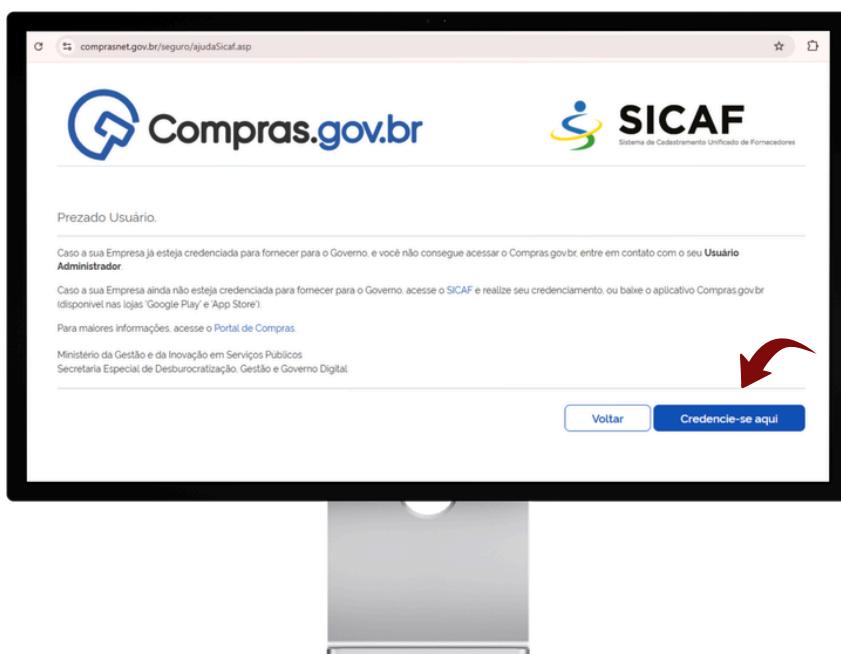 comprasnet.gov.br/seguro/ajudaSicaf.asp
Compras.gov.br
SICAF
Sistema de Cadastramento Unificado de Fornecedores
Prezado Usuário.
Caso a sua Empresa já esteja credenciada para fornecer para o Governo, e você não consegue acessar o Compras.gov.br, entre em contato com o seu Usuário
Administrador.
Caso a sua Empresa ainda não esteja credenciada para fornecer para o Governo, acesse o SICAF e realize seu credenciamento, ou baixe o aplicativo Compras.gov.br
(disponível nas lojas 'Google Play' e 'App Store').
Para maiores informações, acesse o Portal de Compras.
Ministério da Gestão e da Inovação em Serviços Públicos
Secretaria Especial de Desburocratização, Gestão e Governo Digital
Voltar Credencie-se aqui